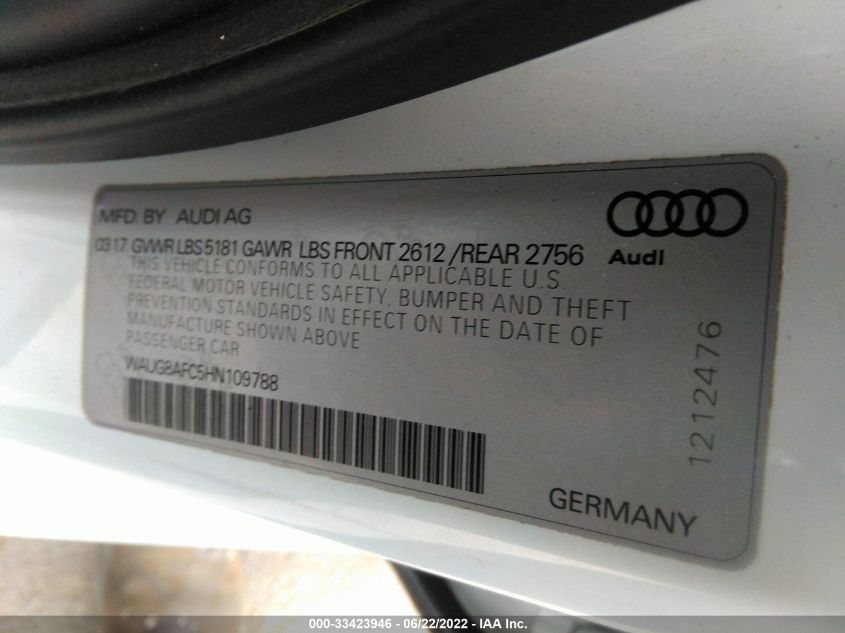 MFD. BY AUDI AG
0317 GVWR LBS 5181 GAWR LBS FRONT 2612 / REAR 2756
Audi
THIS VEHICLE CONFORMS TO ALL APPLICABLE U.S.
FEDERAL MOTOR VEHICLE SAFETY, BUMPER AND THEFT
PREVENTION STANDARDS IN EFFECT ON THE DATE OF
MANUFACTURE SHOWN ABOVE
PASSENGER CAR
WAUG8AFC5HN109788
1212476
GERMANY
000-33423946 - 06/22/2022 - IAA Inc.